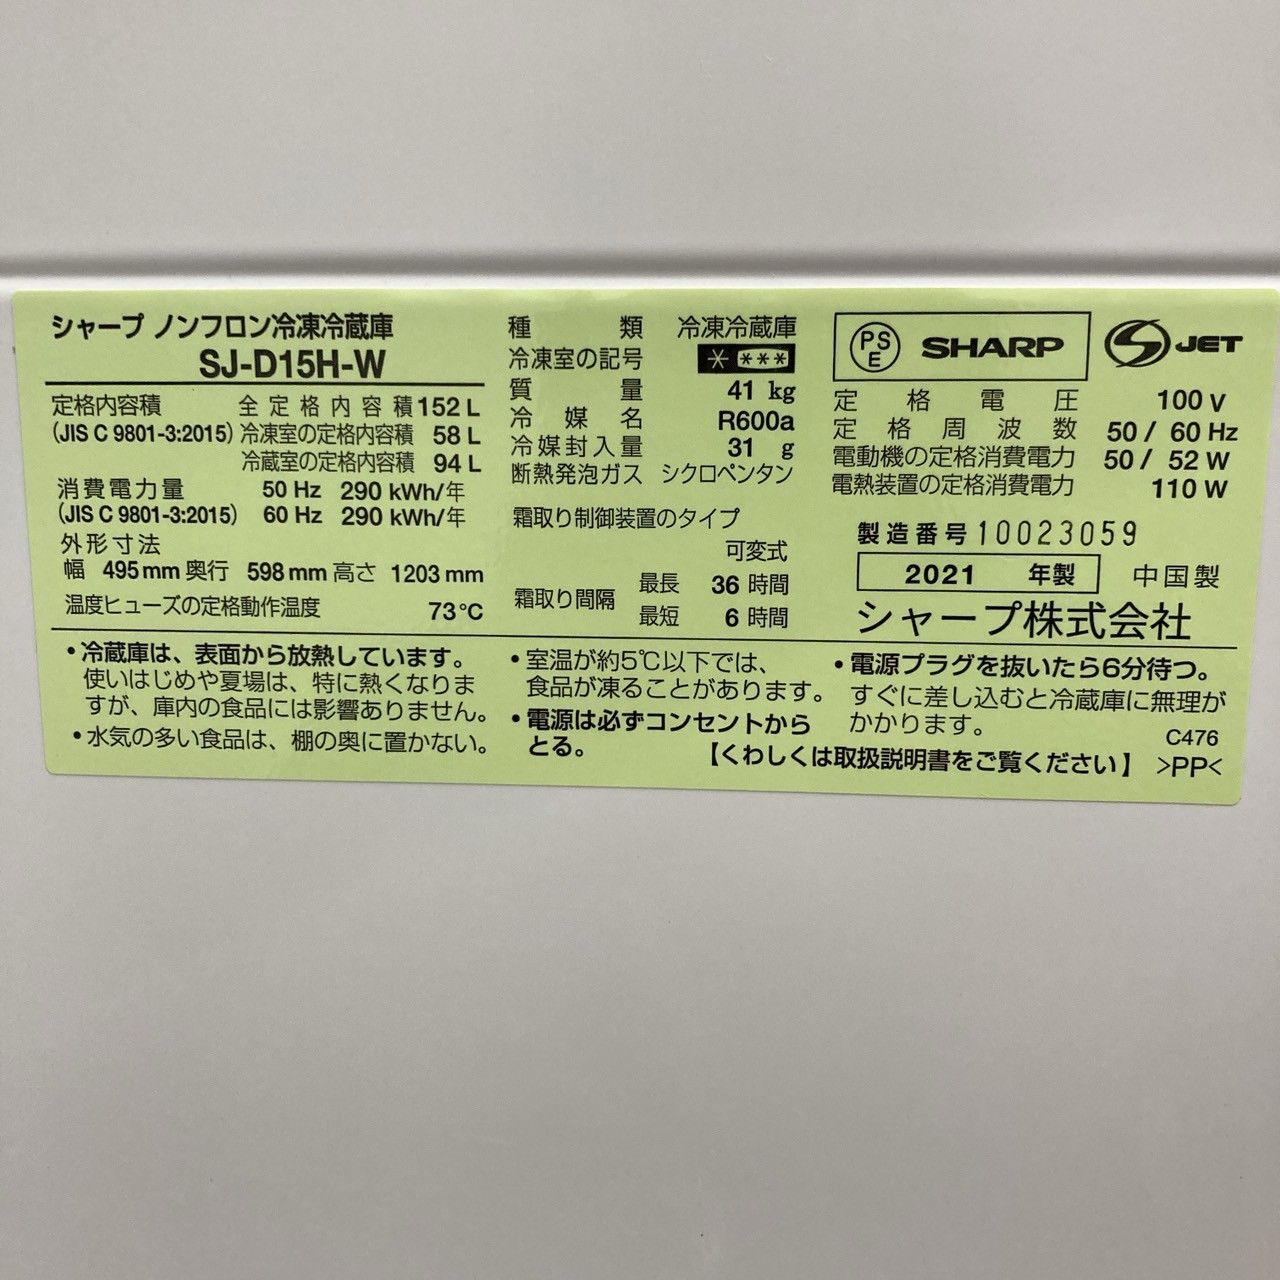 シャープ ノンフロン冷凍冷蔵庫
SJ-D15H-W
定格内容積 全定格内容積 152 L
(JIS C 9801-3:2015) 冷凍室の定格内容積 58 L
冷蔵室の定格内容積 94 L
消費電力量 50 Hz 290 kWh/年
(JIS C 9801-3:2015) 60 Hz 290 kWh/年
外形寸法
幅 495 mm 奥行 598 mm 高さ 1203 mm
温度ヒューズの定格動作温度 73℃
種類 冷凍冷蔵庫
冷凍室の記号 * ***
質量 41 kg
冷媒名 R600a
冷媒封入量 31 g
断熱発泡ガス シクロペンタン
霜取り制御装置のタイプ
可変式
霜取り間隔 最長 36 時間
最短 6 時間
PS E SHARP S JET
定格電圧 100 V
定格周波数 50 / 60 Hz
電動機の定格消費電力 50 / 52 W
電熱装置の定格消費電力 110 W
製造番号 10023059
2021 年製 中国製
シャープ株式会社
・冷蔵庫は、表面から放熱しています。
使いはじめや夏場は、特に熱くなりま
すが、庫内の食品には影響ありません。
・水気の多い食品は、棚の奥に置かない。
・室温が約5℃以下では、
食品が凍ることがあります。
・電源は必ずコンセントから
とる。
・電源プラグを抜いたら6分待つ。
すぐに差し込むと冷蔵庫に無理が
かかります。
C476
【くわしくは取扱説明書をご覧ください】 >PP<